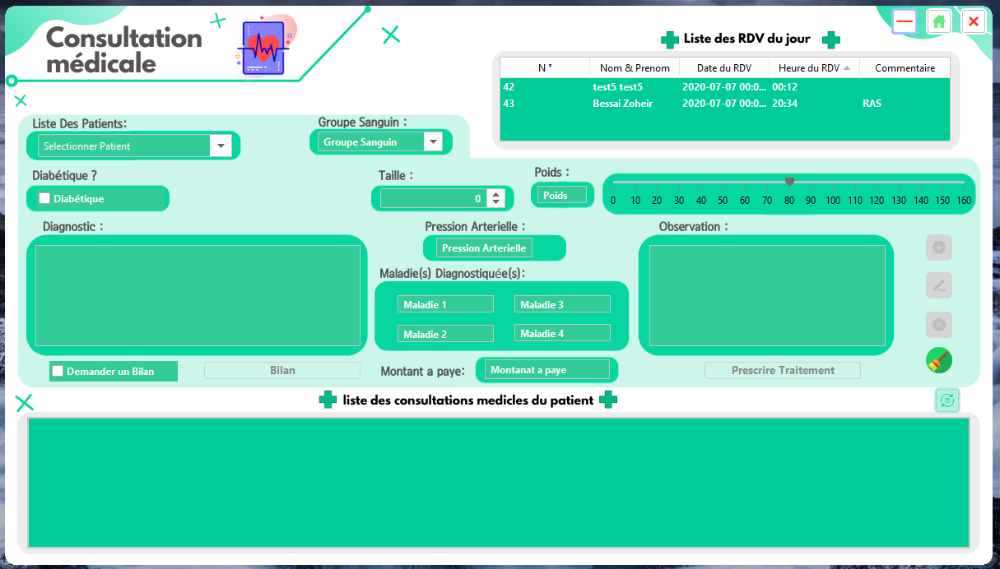 Consultation
médicale
Liste des RDV du jour
N ° Nom & Prenom Date du RDV Heure du RDV Commentaire
42 test5 test5 2020-07-07 00:0... 00:12
43 Bessai Zoheir 2020-07-07 00:0... 20:34 RAS
Liste Des Patients:
Selectionner Patient
Groupe Sanguin :
Groupe Sanguin
Diabétique ?
Diabétique
Taille :
0
Poids :
Poids
0 10 20 30 40 50 60 70 80 90 100 110 120 130 140 150 160
Diagnostic :
Pression Arterielle :
Pression Arterielle
Observation :
Maladie(s) Diagnostiquée(s):
Maladie 1 Maladie 3
Maladie 2 Maladie 4
Demander un Bilan
Bilan
Montant a paye:
Montanat a paye
Prescrire Traitement
liste des consultations medicles du patient